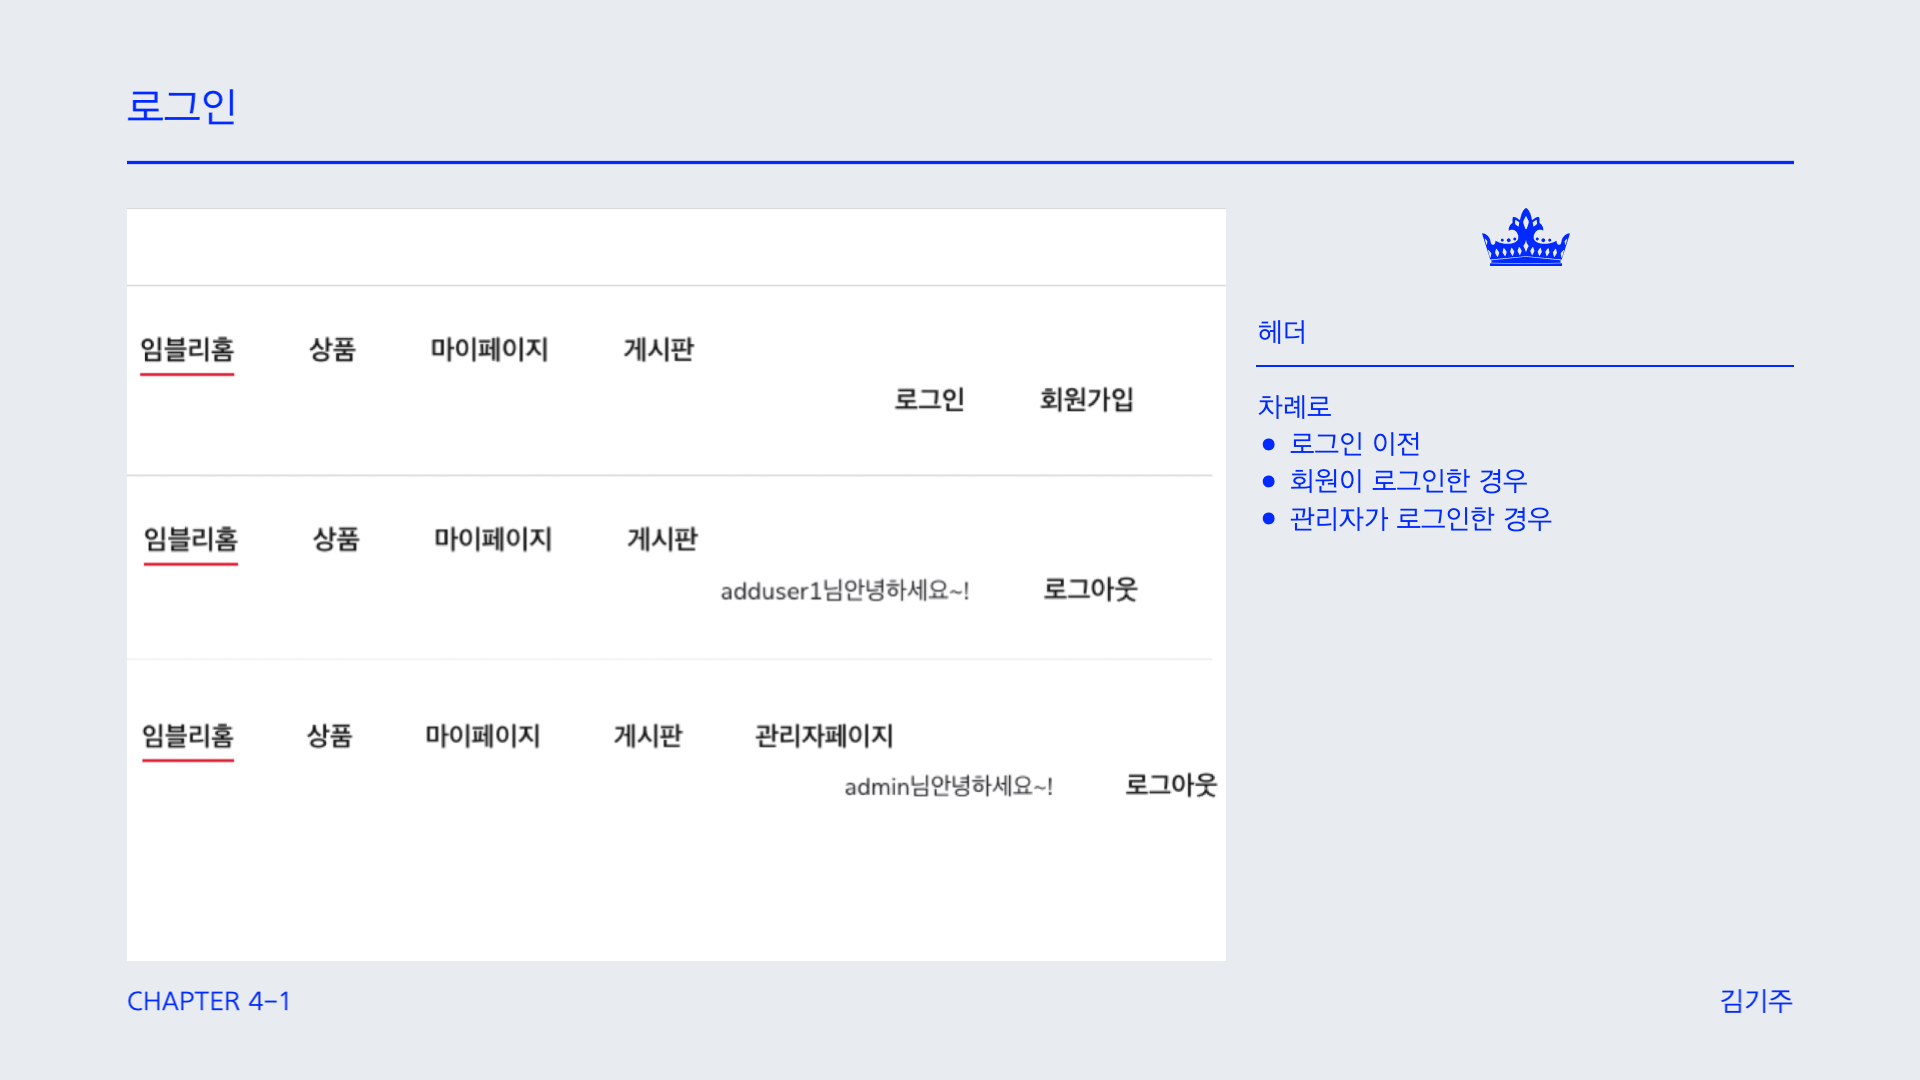 로그인
임블리홈 상품 마이페이지 게시판
로그인 회원가입
임블리홈 상품 마이페이지 게시판
adduser1님안녕하세요~! 로그아웃
임블리홈 상품 마이페이지 게시판 관리자페이지
admin님안녕하세요~! 로그아웃
헤더
차례로
● 로그인 이전
● 회원이 로그인한 경우
● 관리자가 로그인한 경우
CHAPTER 4-1
김기주